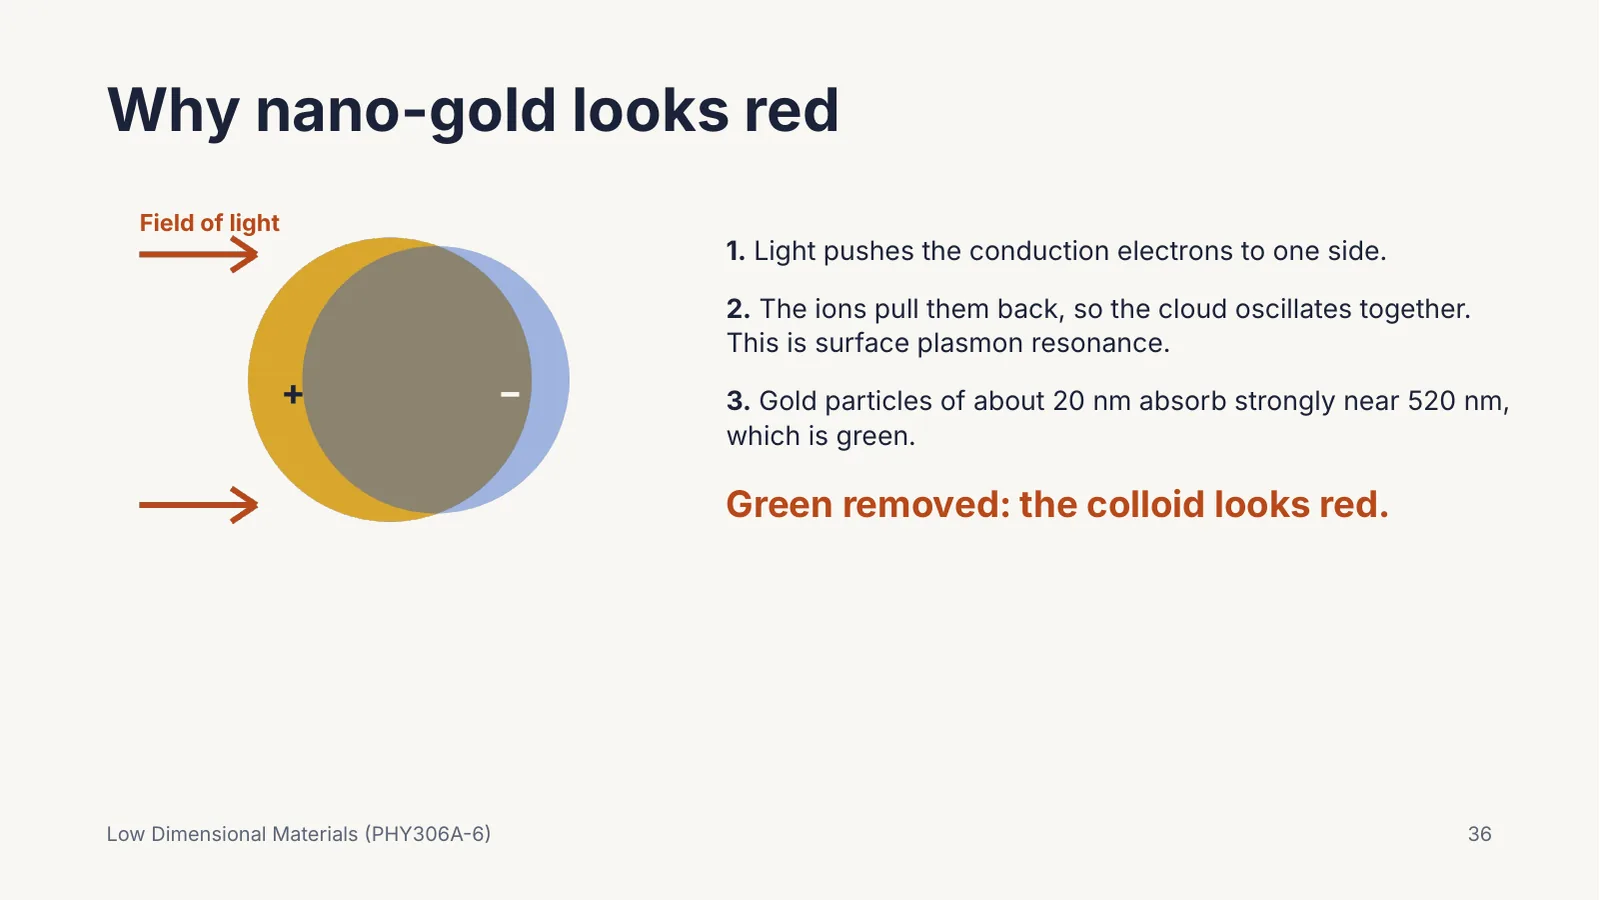 Why nano-gold looks red
Field of light
+
−
1. Light pushes the conduction electrons to one side.
2. The ions pull them back, so the cloud oscillates together.
This is surface plasmon resonance.
3. Gold particles of about 20 nm absorb strongly near 520 nm,
which is green.
Green removed: the colloid looks red.
Low Dimensional Materials (PHY306A-6)
36